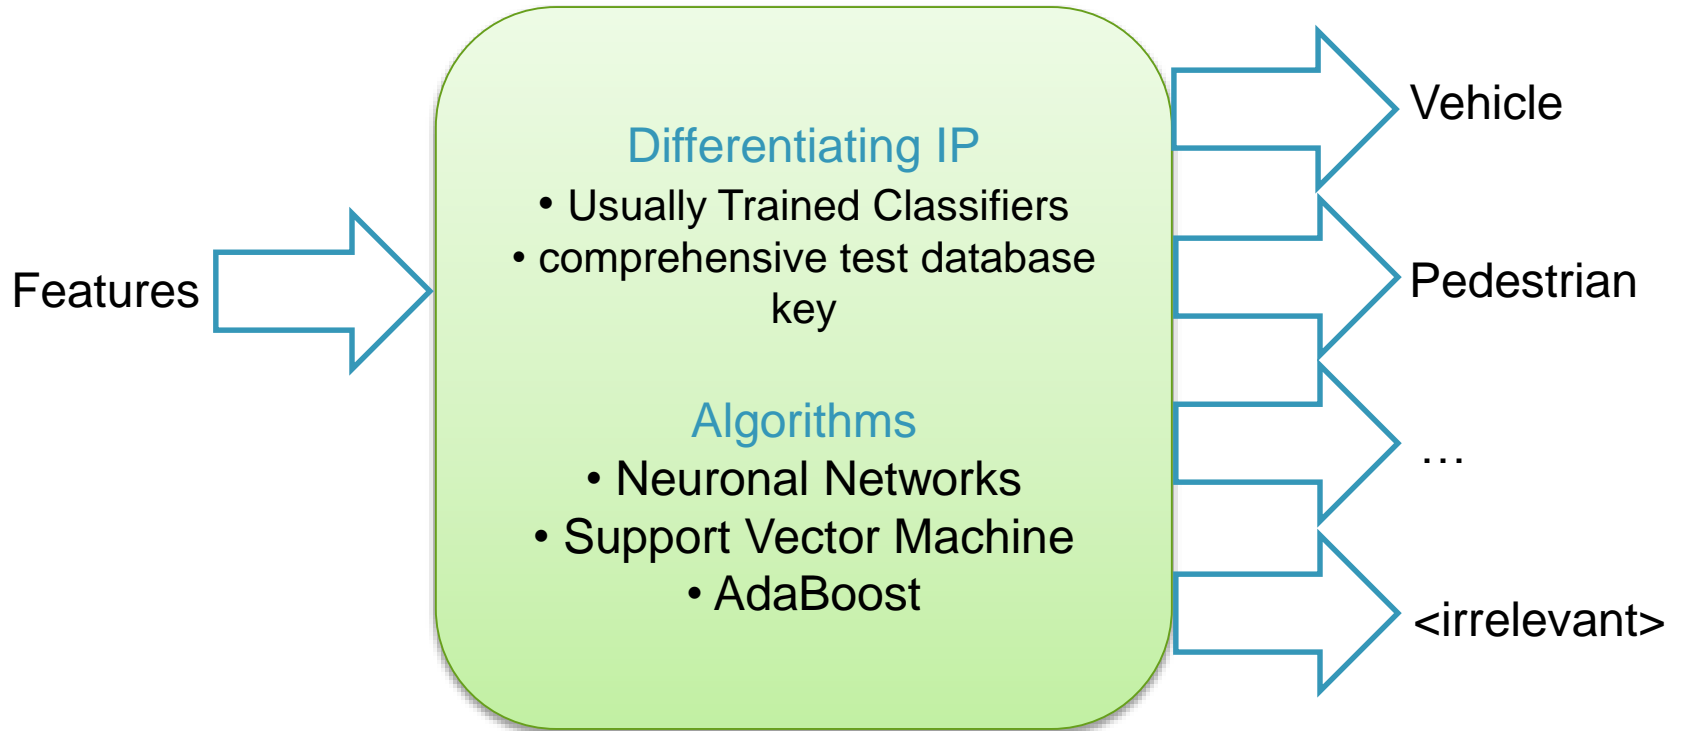 Features
Differentiating IP
• Usually Trained Classifiers
• comprehensive test database
key
Algorithms
• Neuronal Networks
• Support Vector Machine
• AdaBoost
Vehicle
Pedestrian
…
<irrelevant>